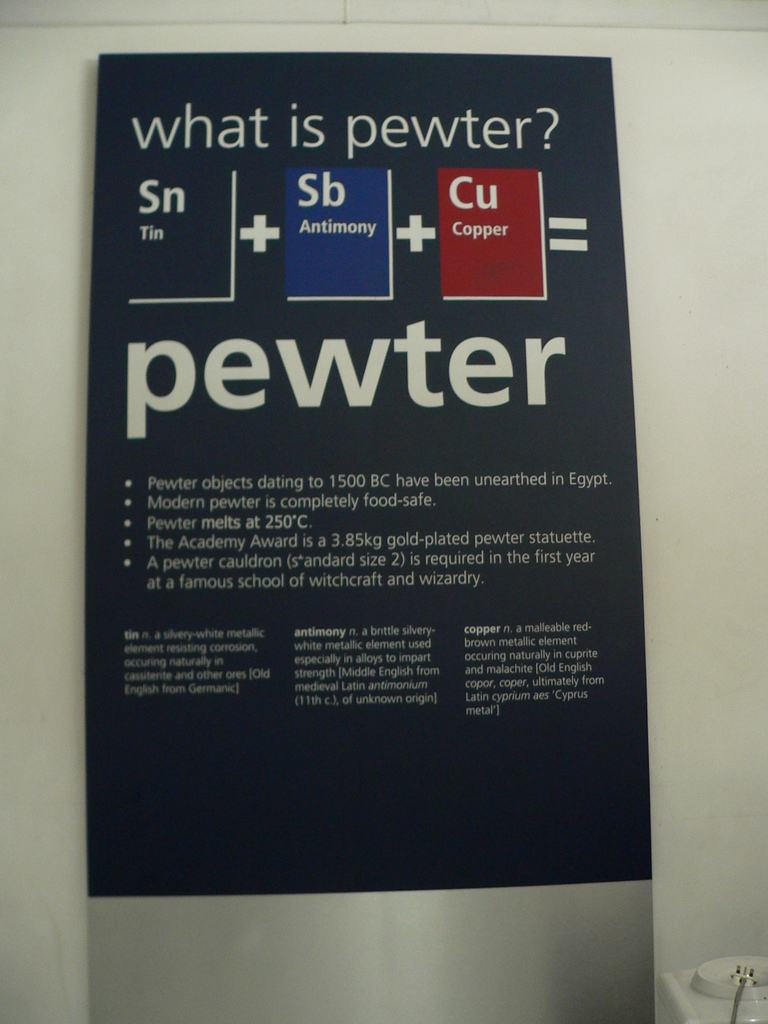 what is pewter?
Sn + Sb + Cu =
Tin Antimony Copper
pewter
• Pewter objects dating to 1500 BC have been unearthed in Egypt.
• Modern pewter is completely food-safe.
• Pewter melts at 250°C.
• The Academy Award is a 3.85kg gold-plated pewter statuette.
• A pewter cauldron (s*andard size 2) is required in the first year
at a famous school of witchcraft and wizardry.
tin n. a silvery-white metallic
element resisting corrosion,
occuring naturally in
cassiterite and other ores [Old
English from Germanic]
antimony n. a brittle silvery-
white metallic element used
especially in alloys to impart
strength [Middle English from
medieval Latin antimonium
(11th c.), of unknown origin]
copper n. a malleable red-
brown metallic element
occuring naturally in cuprite
and malachite [Old English
copor, coper, ultimately from
Latin cyprium aes 'Cyprus
metal']